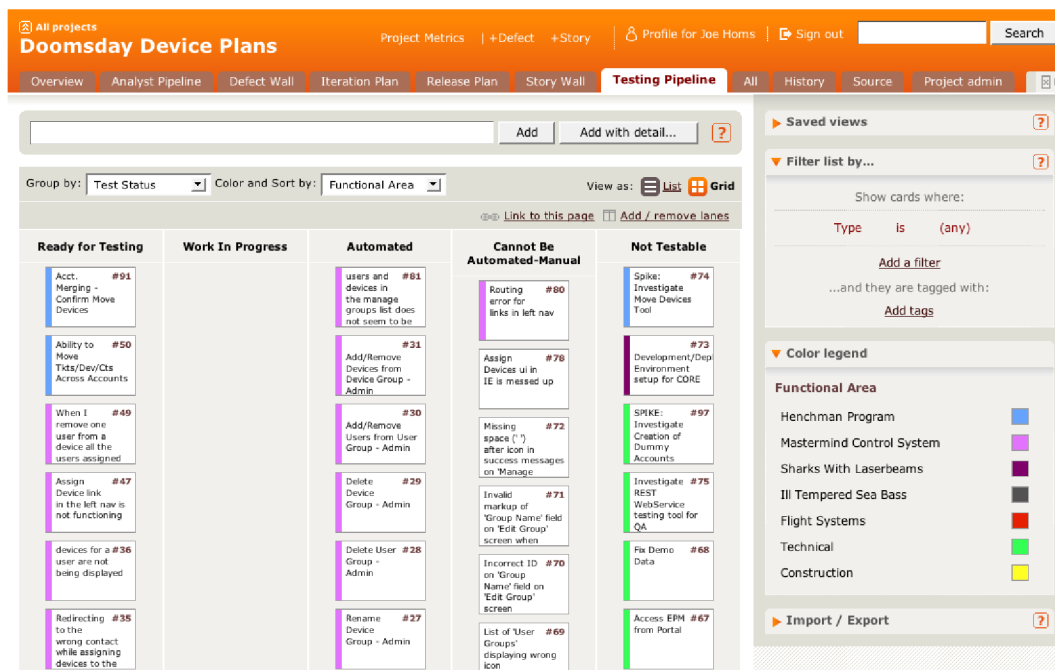 All projects
Doomsday Device Plans
Project Metrics | +Defect +Story
Profile for Joe Homs
Sign out
Search
Overview
Analyst Pipeline
Defect Wall
Iteration Plan
Release Plan
Story Wall
Testing Pipeline
All
History
Source
Project admin
Add
Add with detail...
?
Group by: Test Status
Color and Sort by: Functional Area
View as: List Grid
Link to this page
Add / remove lanes
Ready for Testing
#91
Acct.
Merging -
Confirm Move
Devices
#50
Ability to
Move
Tkts/Dev/Cts
Across Accounts
#49
When I
remove one
user from a
device all the
users assigned
#47
Assign
Device link
in the left nav is
not functioning
#36
devices for a
user are not
being displayed
#35
Redirecting
to the
wrong contact
while assigning
devices to the
Work In Progress
Automated
#81
users and
devices in
the manage
groups list does
not seem to be
#31
Add/Remove
Devices from
Device Group -
Admin
#30
Add/Remove
Users from User
Group - Admin
#29
Delete
Device
Group - Admin
#28
Delete User
Group -
Admin
#27
Rename
Device
Group - Admin
Cannot Be
Automated-Manual
#80
Routing
error for
links in left nav
#78
Assign
Devices ui in
IE is messed up
#72
Missing
space (' ')
after icon in
success messages
on 'Manage
#71
Invalid
markup of
'Group Name' field
on 'Edit Group'
screen when
#70
Incorrect ID
on 'Group
Name' field on
'Edit Group'
screen
#69
List of 'User
Groups'
displaying wrong
icon
Not Testable
#74
Spike:
Investigate
Move Devices
Tool
#73
Development/Depl
Environment
setup for CORE
#97
SPIKE:
Investigate
Creation of
Dummy
Accounts
#75
Investigate
REST
WebService
testing tool for
QA
#68
Fix Demo
Data
#67
Access EPM
from Portal
Saved views
?
Filter list by...
?
Show cards where:
Type is (any)
Add a filter
...and they are tagged with:
Add tags
Color legend
Functional Area
Henchman Program
Mastermind Control System
Sharks With Laserbeams
Ill Tempered Sea Bass
Flight Systems
Technical
Construction
Import / Export
?